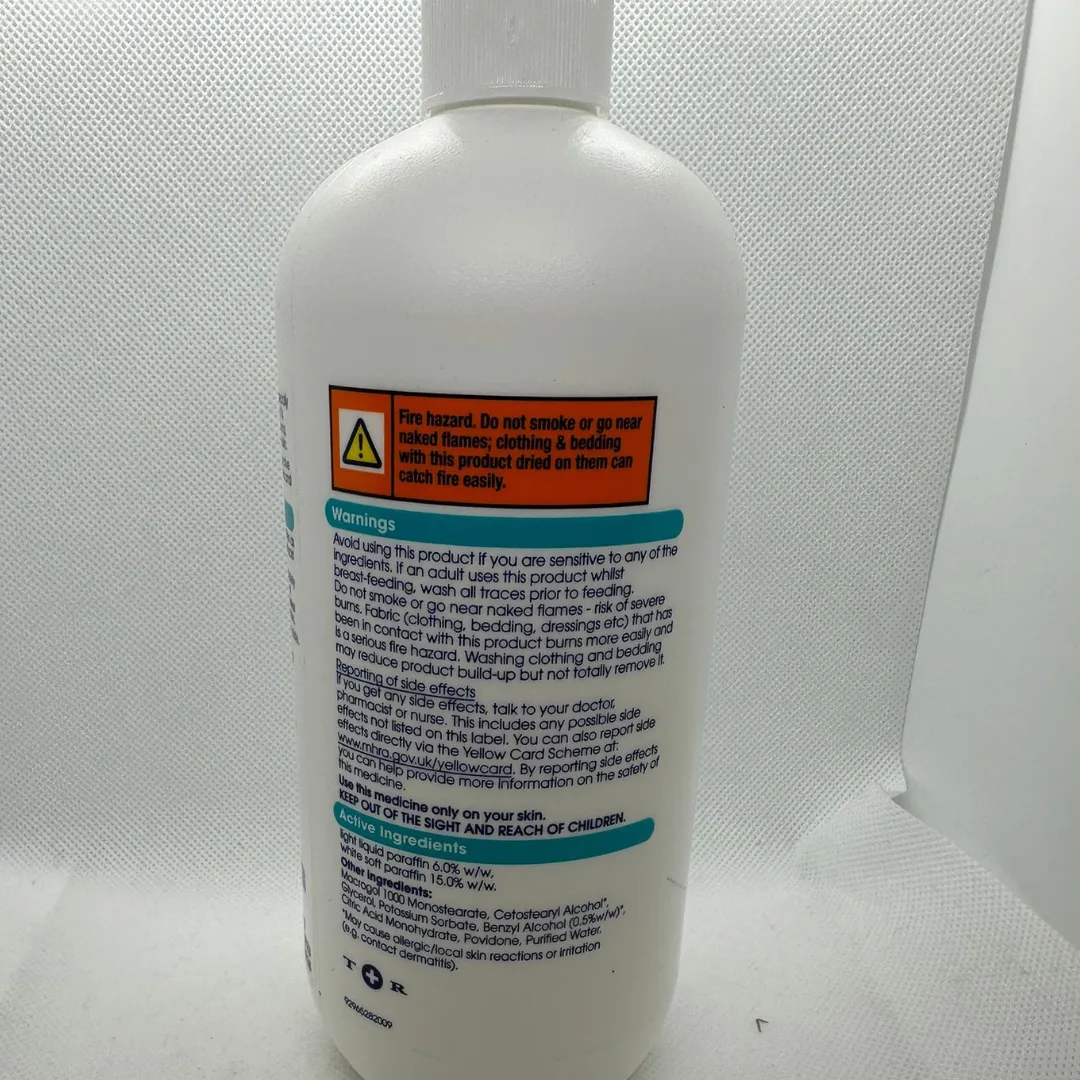 Fire hazard. Do not smoke or go near
naked flames; clothing & bedding
with this product dried on them can
catch fire easily.
Warnings
Avoid using this product if you are sensitive to any of the
ingredients. If an adult uses this product whilst
breast-feeding, wash all traces prior to feeding.
Do not smoke or go near naked flames - risk of severe
burns. Fabric (clothing, bedding, dressings etc) that has
been in contact with this product burns more easily and
is a serious fire hazard. Washing clothing and bedding
may reduce product build-up but not totally remove it.
Reporting of side effects
If you get any side effects, talk to your doctor,
pharmacist or nurse. This includes any possible side
effects not listed on this label. You can also report side
effects directly via the Yellow Card Scheme at:
www.mhra.gov.uk/yellowcard. By reporting side effects
you can help provide more information on the safety of
this medicine.
Use this medicine only on your skin.
KEEP OUT OF THE SIGHT AND REACH OF CHILDREN.
Active Ingredients
light liquid paraffin 6.0% w/w,
white soft paraffin 15.0% w/w.
Other ingredients:
Macrogol 1000 Monostearate, Cetostearyl Alcohol*,
Glycerol, Potassium Sorbate, Benzyl Alcohol (0.5%w/w)*,
Citric Acid Monohydrate, Povidone, Purified Water.
*May cause allergic/local skin reactions or irritation
(e.g. contact dermatitis).
T R
92965282009